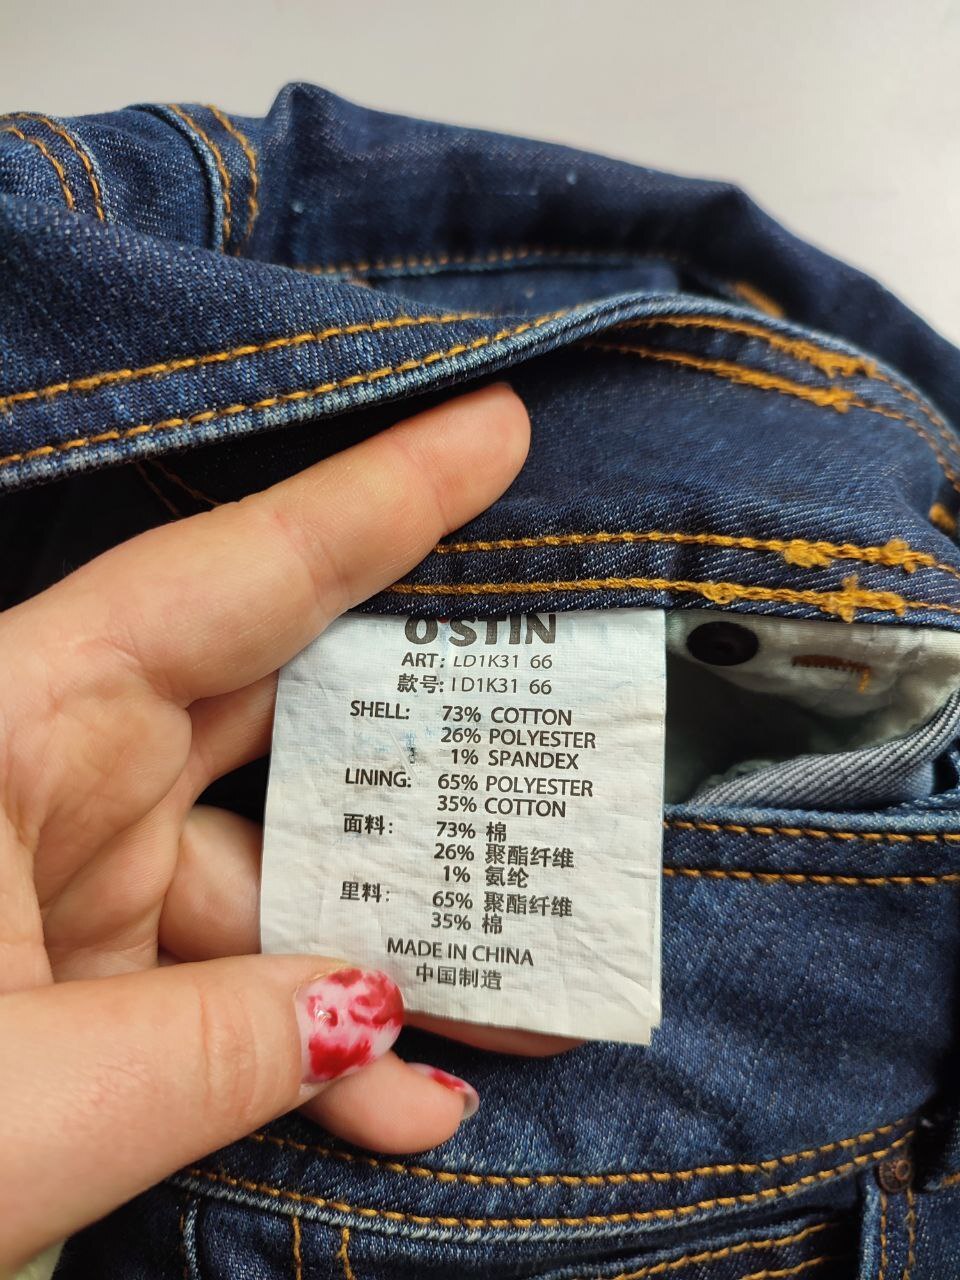 O'STIN
ART: LD1K31 66
款号: LD1K31 66
SHELL: 73% COTTON
26% POLYESTER
1% SPANDEX
LINING: 65% POLYESTER
35% COTTON
面料: 73% 棉
26% 聚酯纤维
1% 氨纶
里料: 65% 聚酯纤维
35% 棉
MADE IN CHINA
中国制造